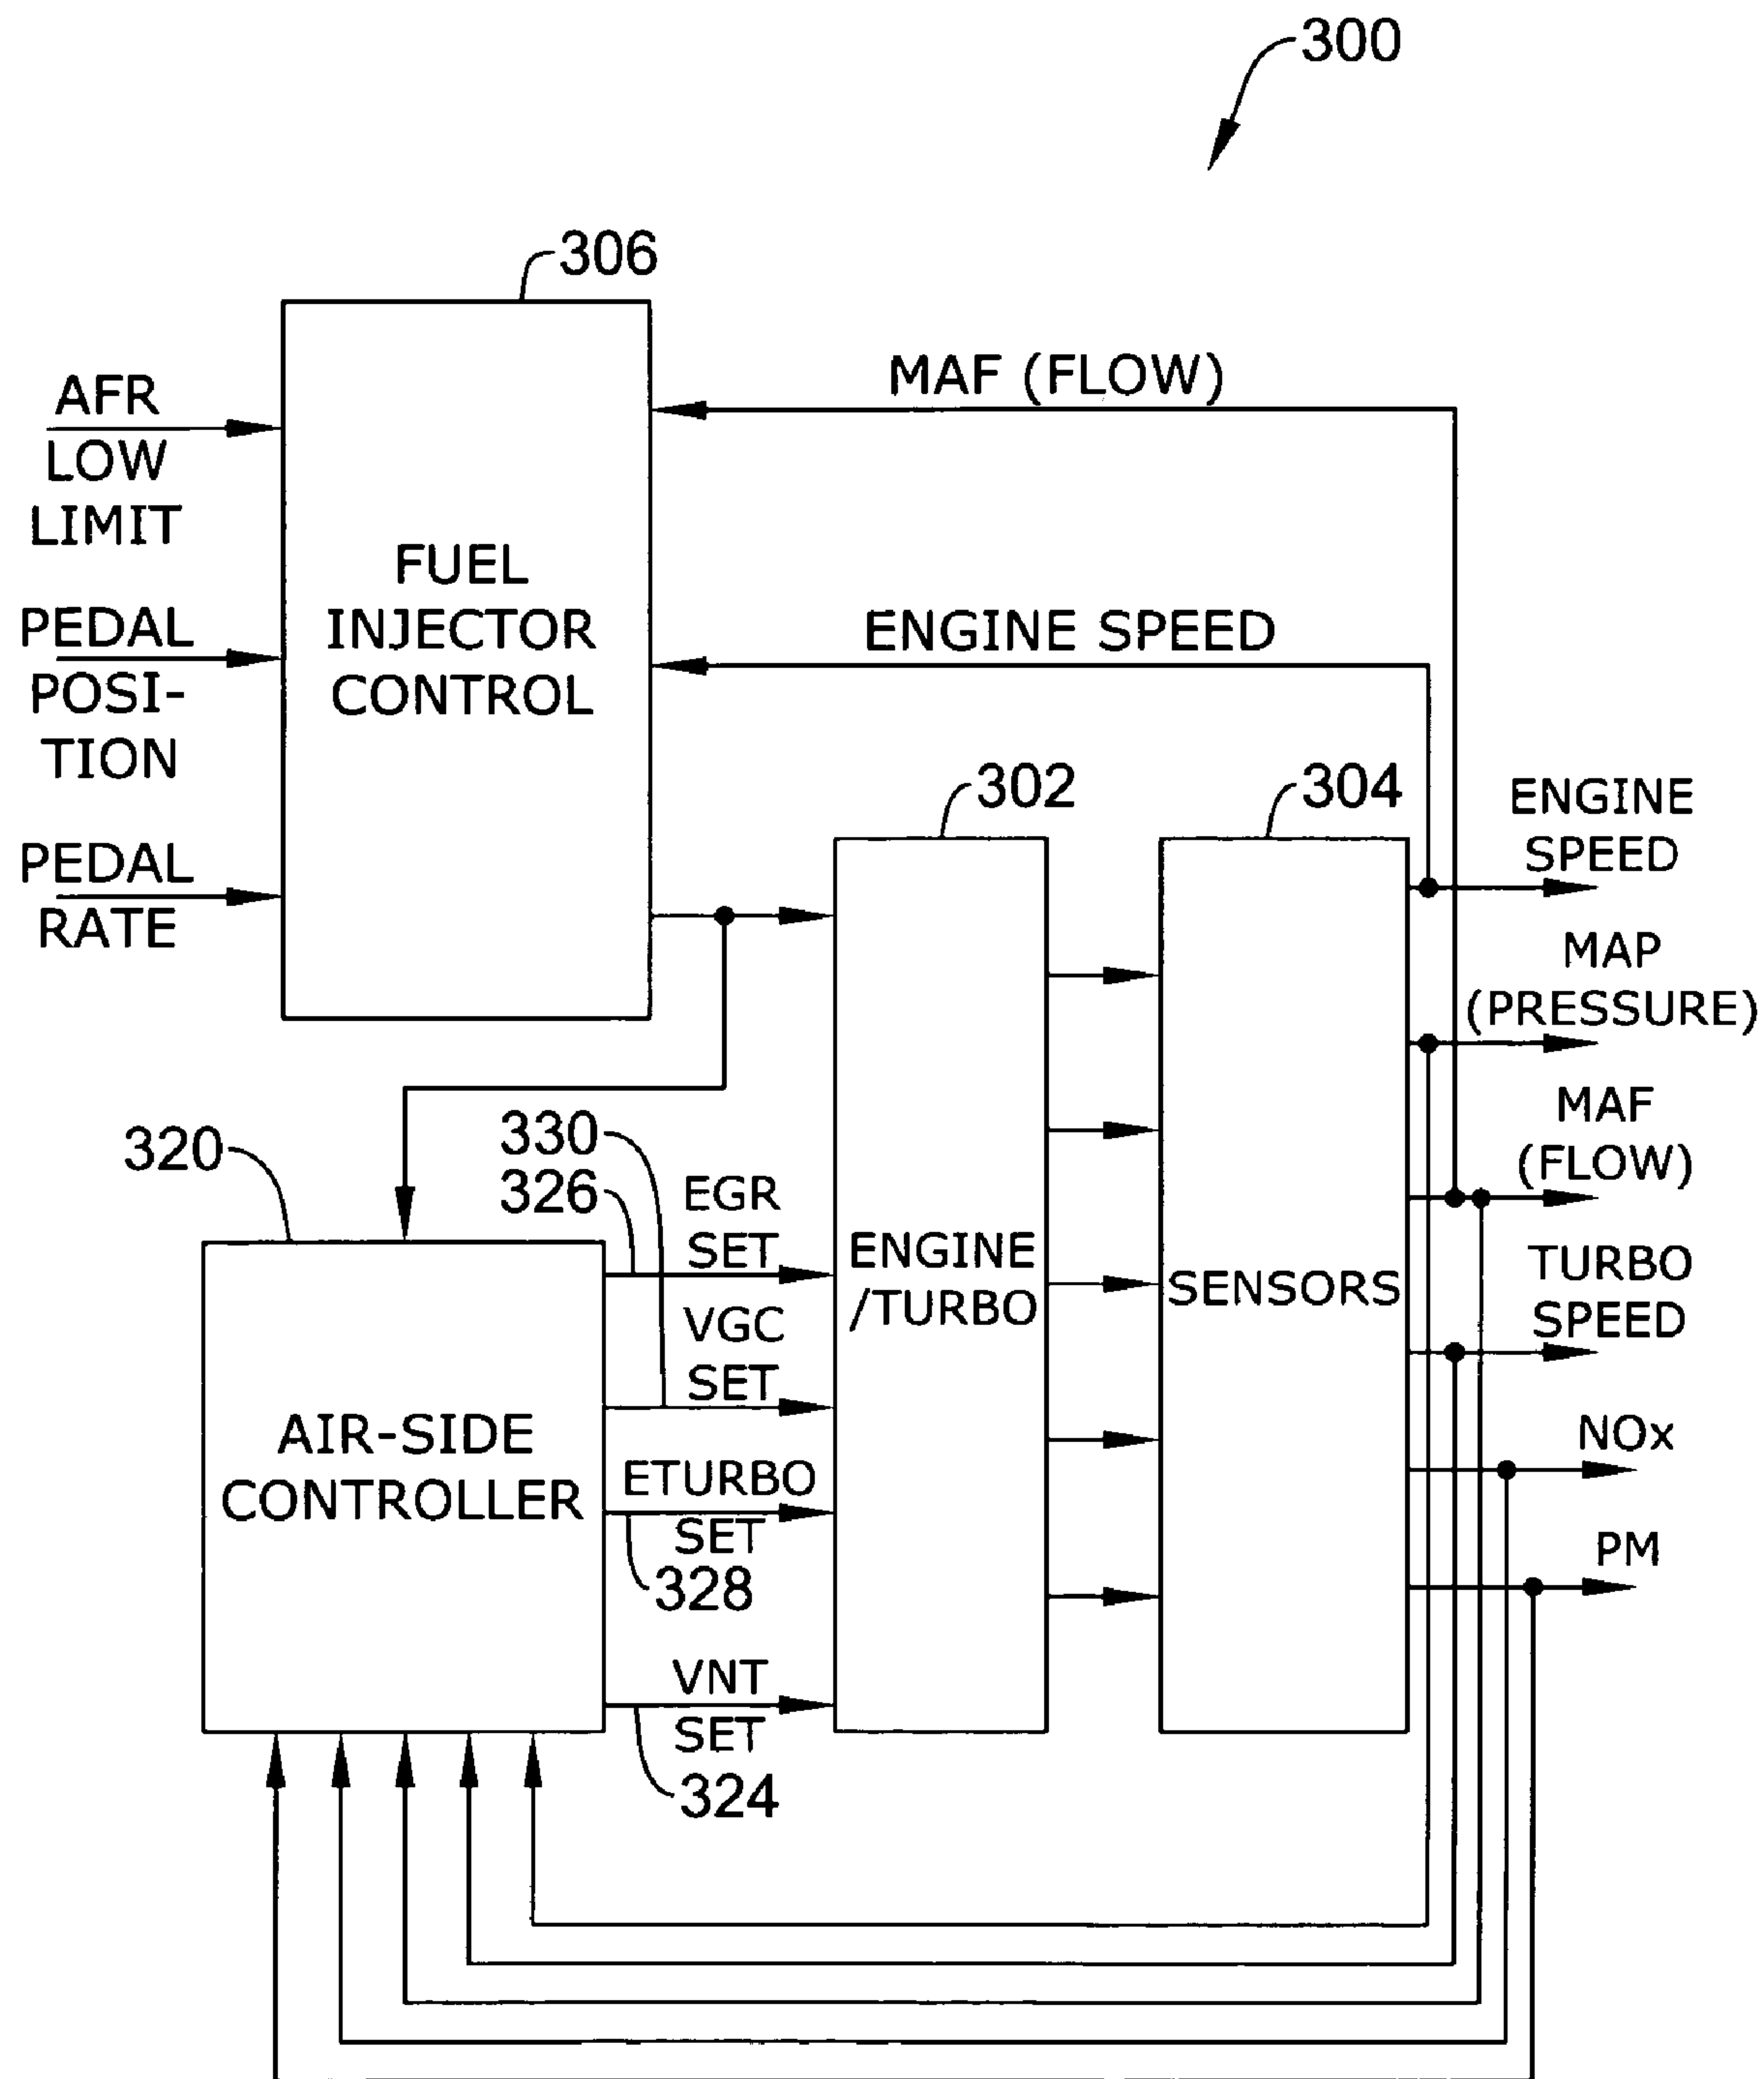 300
306
AFR
LOW
LIMIT
PEDAL
POSI-
TION
PEDAL
RATE
FUEL
INJECTOR
CONTROL
MAF (FLOW)
ENGINE SPEED
302
304
ENGINE
SPEED
MAP
(PRESSURE)
MAF
(FLOW)
TURBO
SPEED
NOx
PM
320
330
326
EGR
SET
VGC
SET
ETURBO
SET
328
VNT
SET
324
AIR-SIDE
CONTROLLER
ENGINE
/TURBO
SENSORS